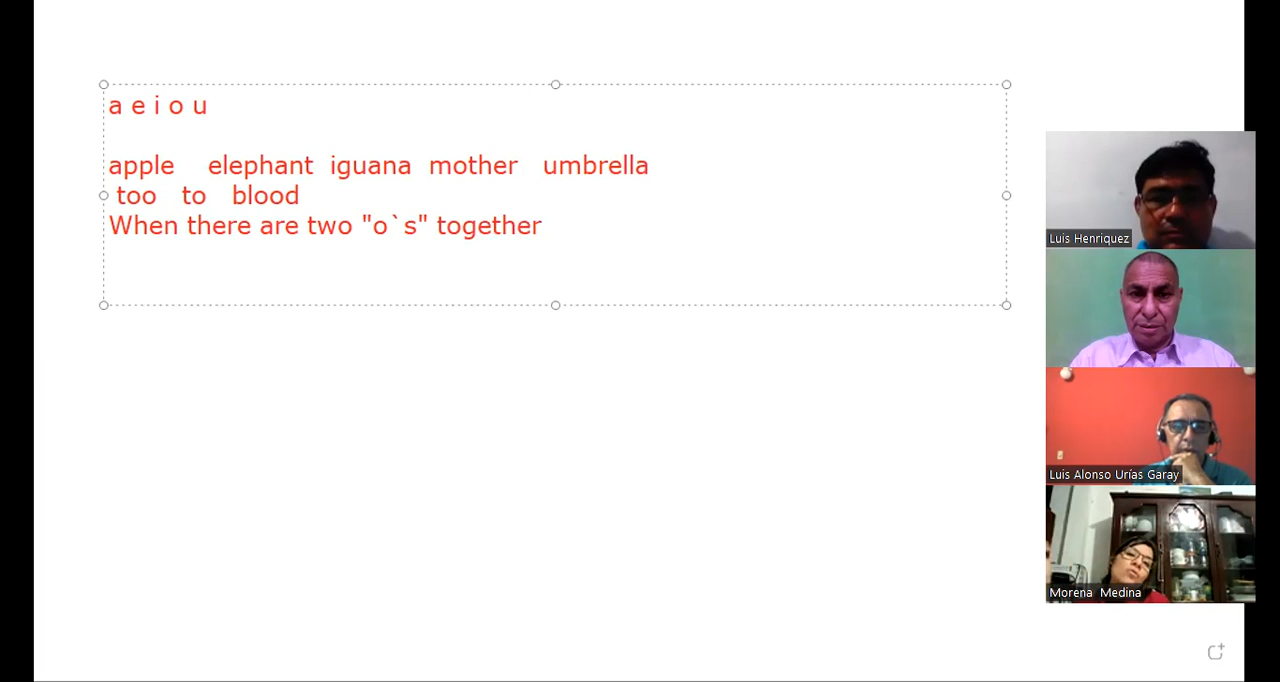 a e i o u
apple elephant iguana mother umbrella
too to blood
When there are two "o`s" together
Luis Henriquez
Luis Alonso Urías Garay
Morena Medina